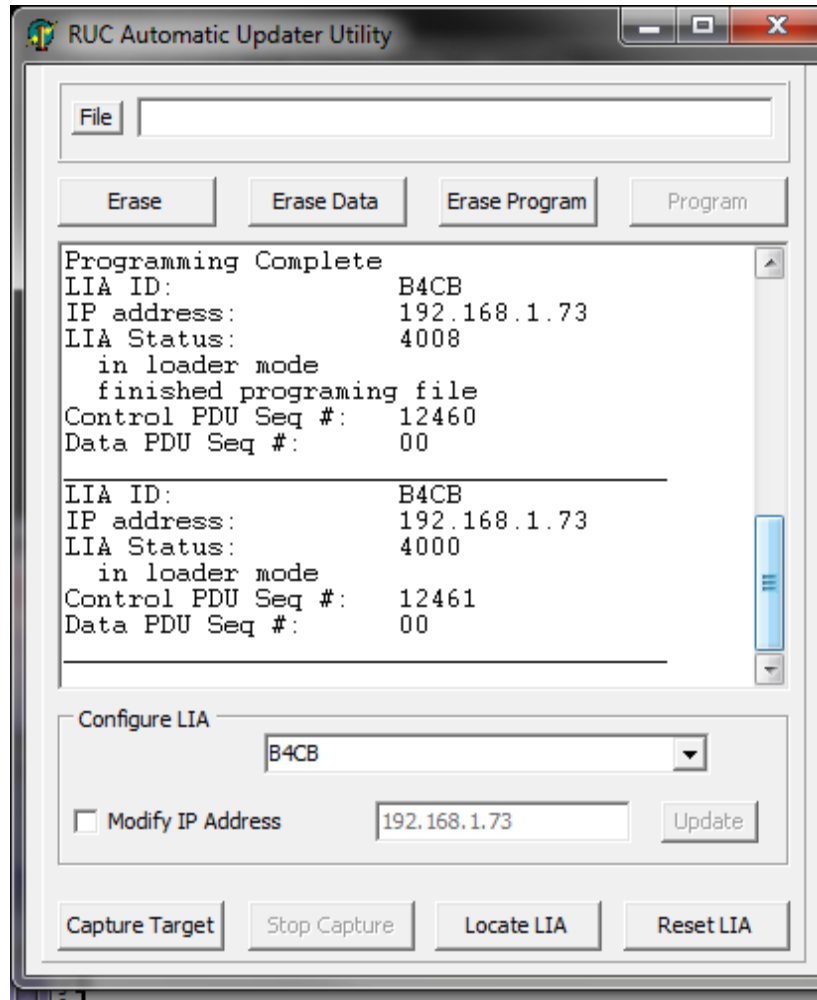 RUC Automatic Updater Utility
File
Erase Erase Data Erase Program Program
Programming Complete
LIA ID: B4CB
IP address: 192.168.1.73
LIA Status: 4008
in loader mode
finished programing file
Control PDU Seq #: 12460
Data PDU Seq #: 00
LIA ID: B4CB
IP address: 192.168.1.73
LIA Status: 4000
in loader mode
Control PDU Seq #: 12461
Data PDU Seq #: 00
Configure LIA
B4CB
Modify IP Address 192.168.1.73 Update
Capture Target Stop Capture Locate LIA Reset LIA